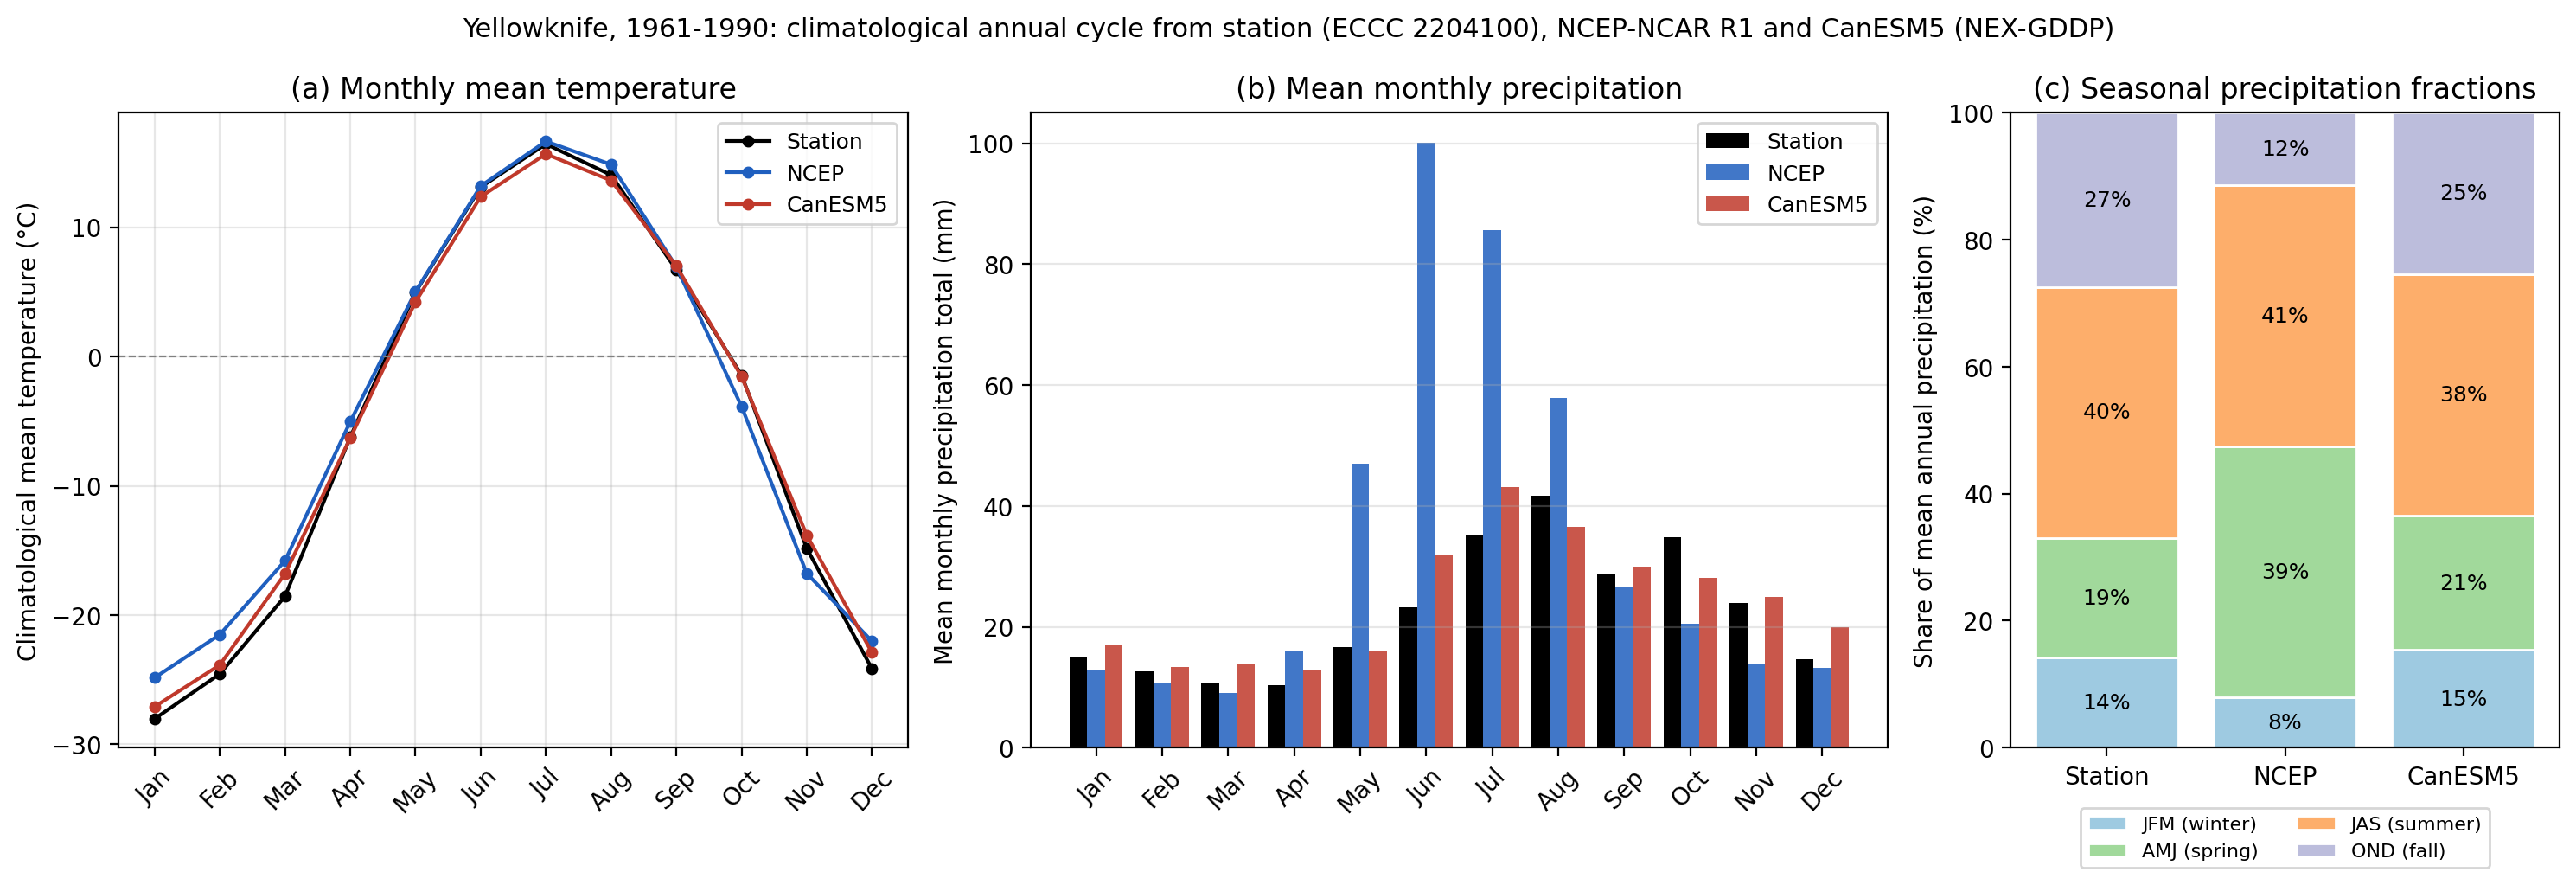 Yellowknife, 1961-1990: climatological annual cycle from station (ECCC 2204100), NCEP-NCAR R1 and CanESM5 (NEX-GDDP)
(a) Monthly mean temperature
Climatological mean temperature (°C)
10
0
−10
−20
−30
Jan
Feb
Mar
Apr
May
Jun
Jul
Aug
Sep
Oct
Nov
Dec
Station
NCEP
CanESM5
(b) Mean monthly precipitation
Mean monthly precipitation total (mm)
100
80
60
40
20
0
Jan
Feb
Mar
Apr
May
Jun
Jul
Aug
Sep
Oct
Nov
Dec
Station
NCEP
CanESM5
(c) Seasonal precipitation fractions
Share of mean annual precipitation (%)
100
80
60
40
20
0
27%
40%
19%
14%
12%
41%
39%
8%
25%
38%
21%
15%
Station
NCEP
CanESM5
JFM (winter)
AMJ (spring)
JAS (summer)
OND (fall)